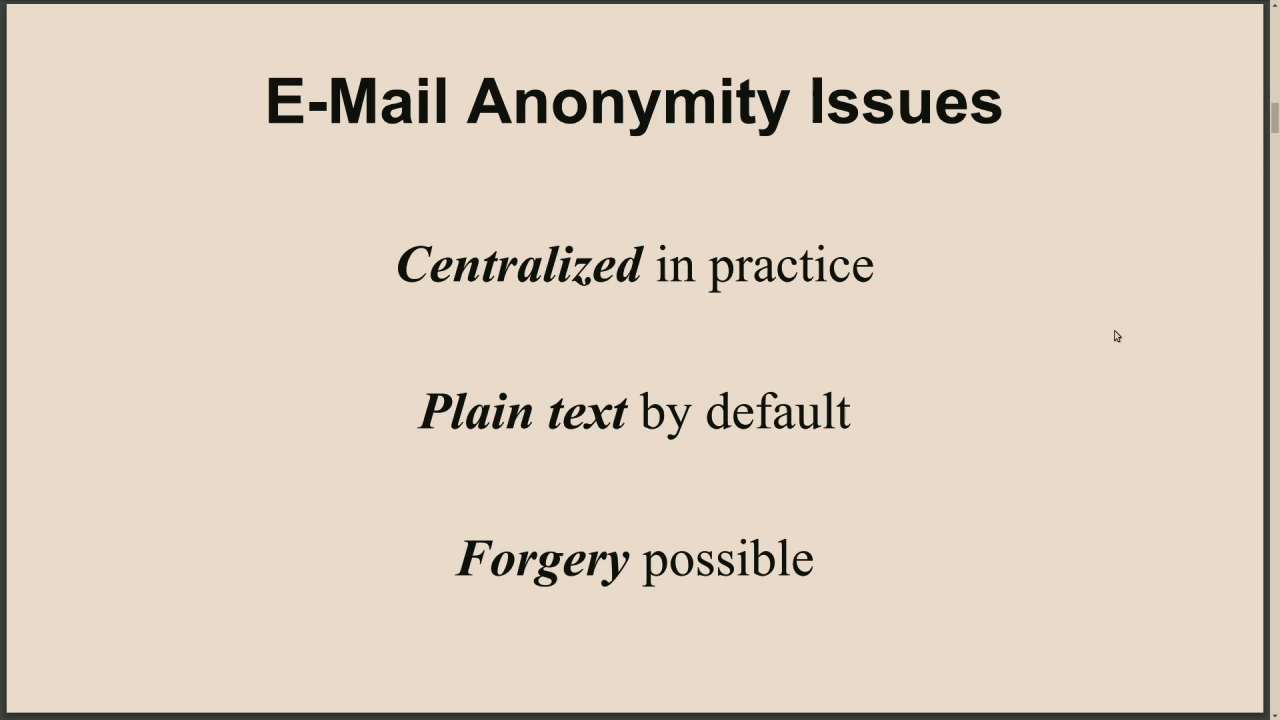 E-Mail Anonymity Issues
Centralized in practice
Plain text by default
Forgery possible